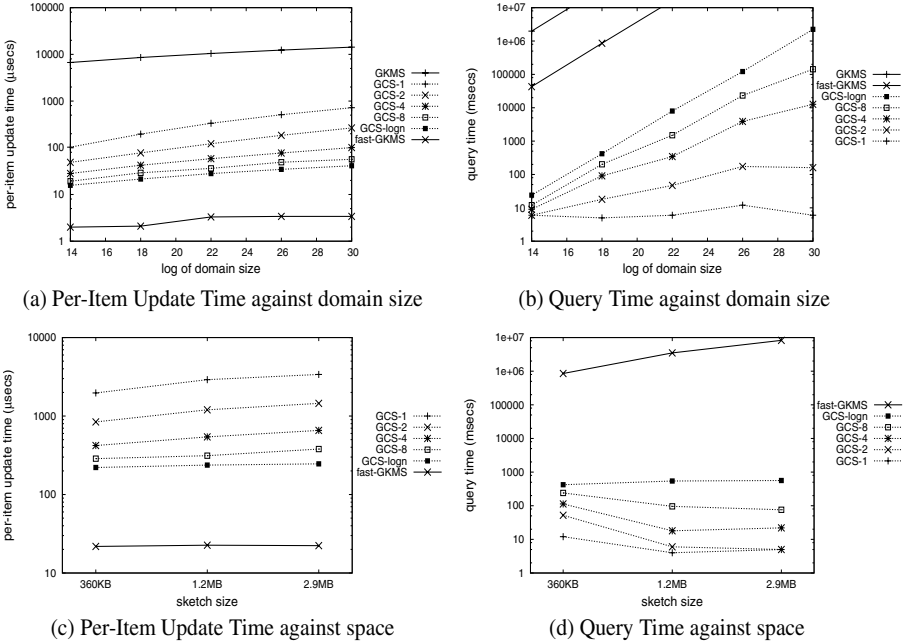 100000
10000
1000
100
10
1
14 16 18 20 22 24 26 28 30
per-item update time (µsecs)
log of domain size
GKMS
GCS-1
GCS-2
GCS-4
GCS-8
GCS-logn
fast-GKMS
(a) Per-Item Update Time against domain size
1e+07
1e+06
100000
10000
1000
100
10
1
14 16 18 20 22 24 26 28 30
query time (msecs)
log of domain size
GKMS
fast-GKMS
GCS-logn
GCS-8
GCS-4
GCS-2
GCS-1
(b) Query Time against domain size
10000
1000
100
10
360KB 1.2MB 2.9MB
per-item update time (µsecs)
sketch size
GCS-1
GCS-2
GCS-4
GCS-8
GCS-logn
fast-GKMS
(c) Per-Item Update Time against space
1e+07
1e+06
100000
10000
1000
100
10
1
360KB 1.2MB 2.9MB
query time (msecs)
sketch size
fast-GKMS
GCS-logn
GCS-8
GCS-4
GCS-2
GCS-1
(d) Query Time against space